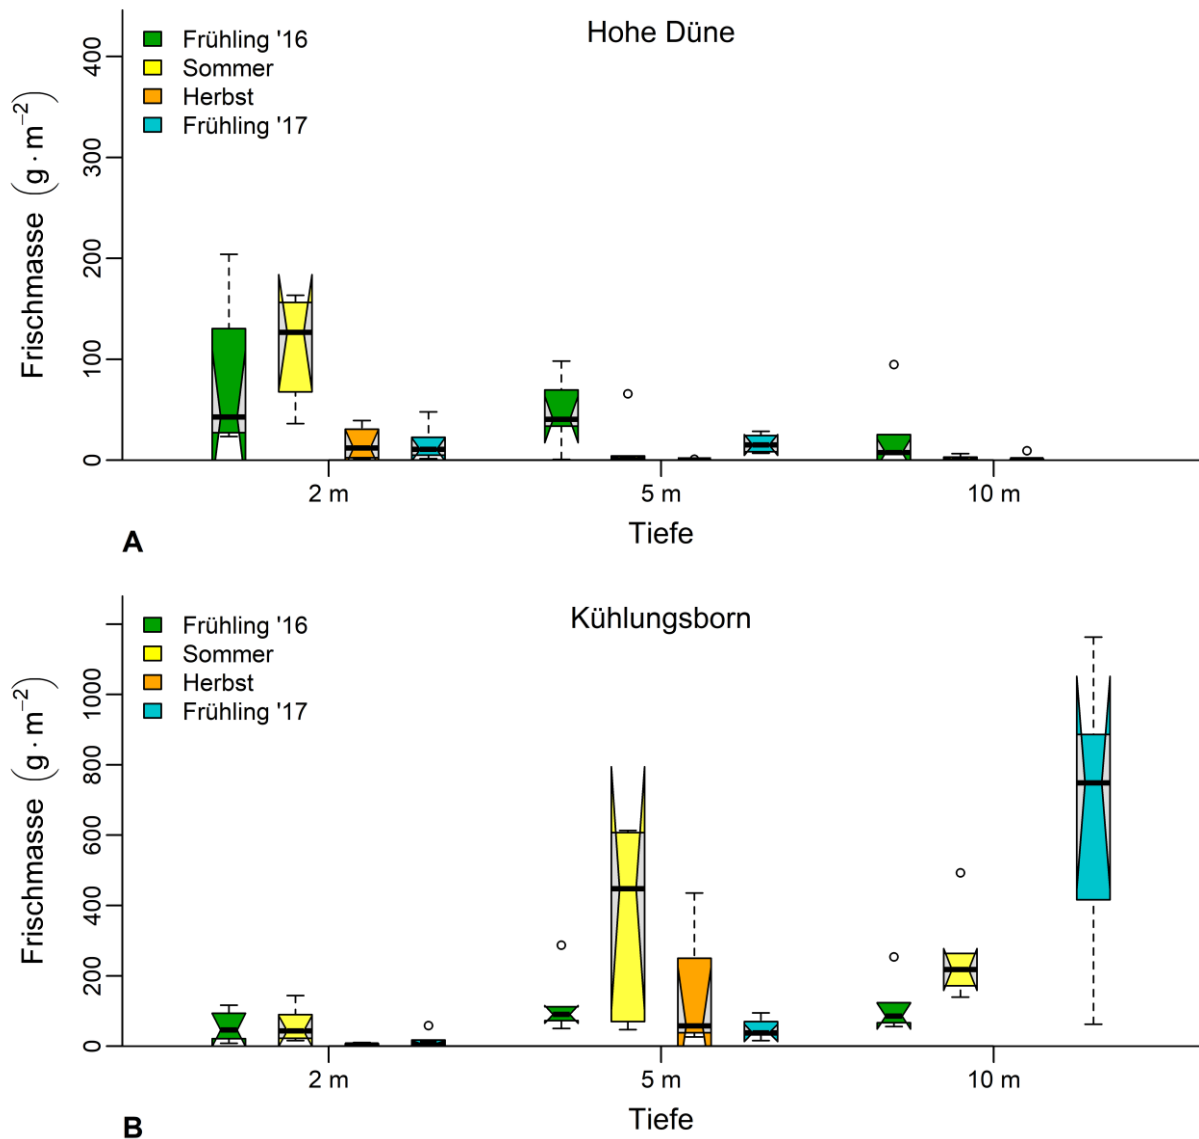 Hohe Düne
Frühling '16
Sommer
Herbst
Frühling '17
Frischmasse (g · m⁻²)
400
300
200
100
0
2 m
5 m
10 m
Tiefe
A
Kühlungsborn
Frühling '16
Sommer
Herbst
Frühling '17
Frischmasse (g · m⁻²)
1000
800
600
400
200
0
2 m
5 m
10 m
Tiefe
B